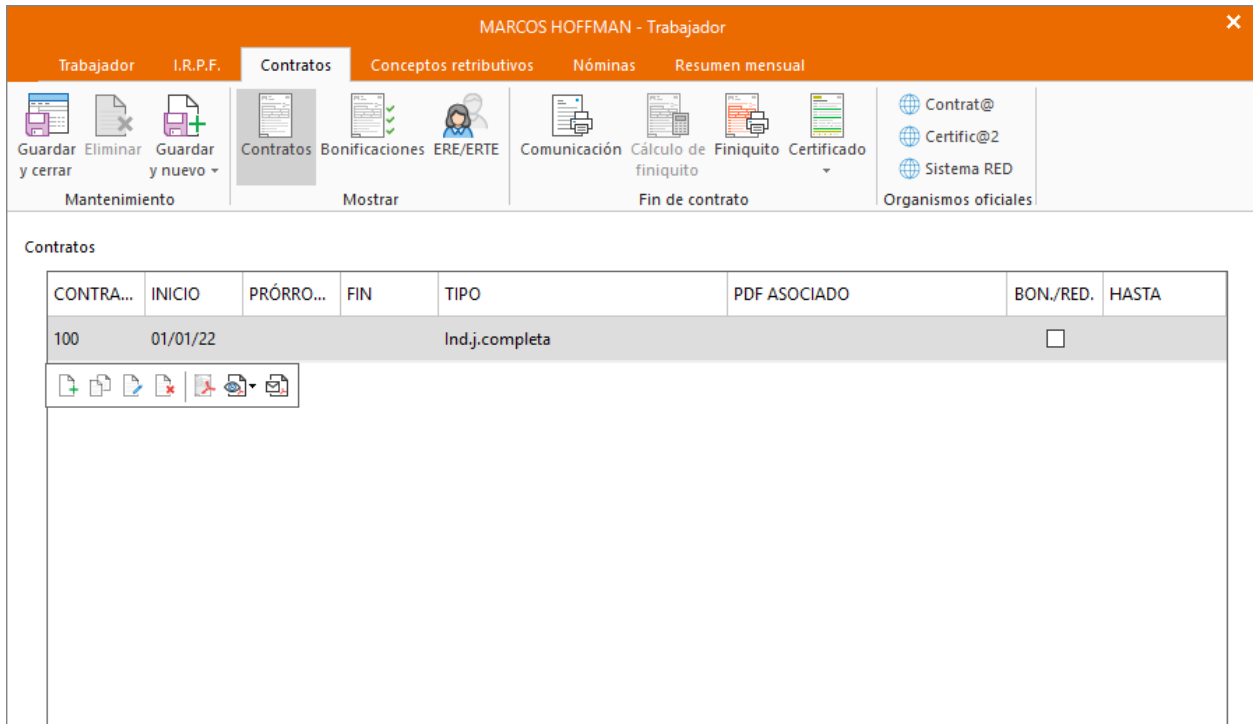 MARCOS HOFFMAN - Trabajador
Trabajador I.R.P.F. Contratos Conceptos retributivos Nóminas Resumen mensual
Guardar y cerrar
Eliminar
Guardar y nuevo
Mantenimiento
Contratos
Bonificaciones
ERE/ERTE
Mostrar
Comunicación
Cálculo de finiquito
Finiquito
Certificado
Fin de contrato
Contrat@
Certific@2
Sistema RED
Organismos oficiales
Contratos
CONTRA... INICIO PRÓRRO... FIN TIPO PDF ASOCIADO BON./RED. HASTA
100 01/01/22 Ind.j.completa